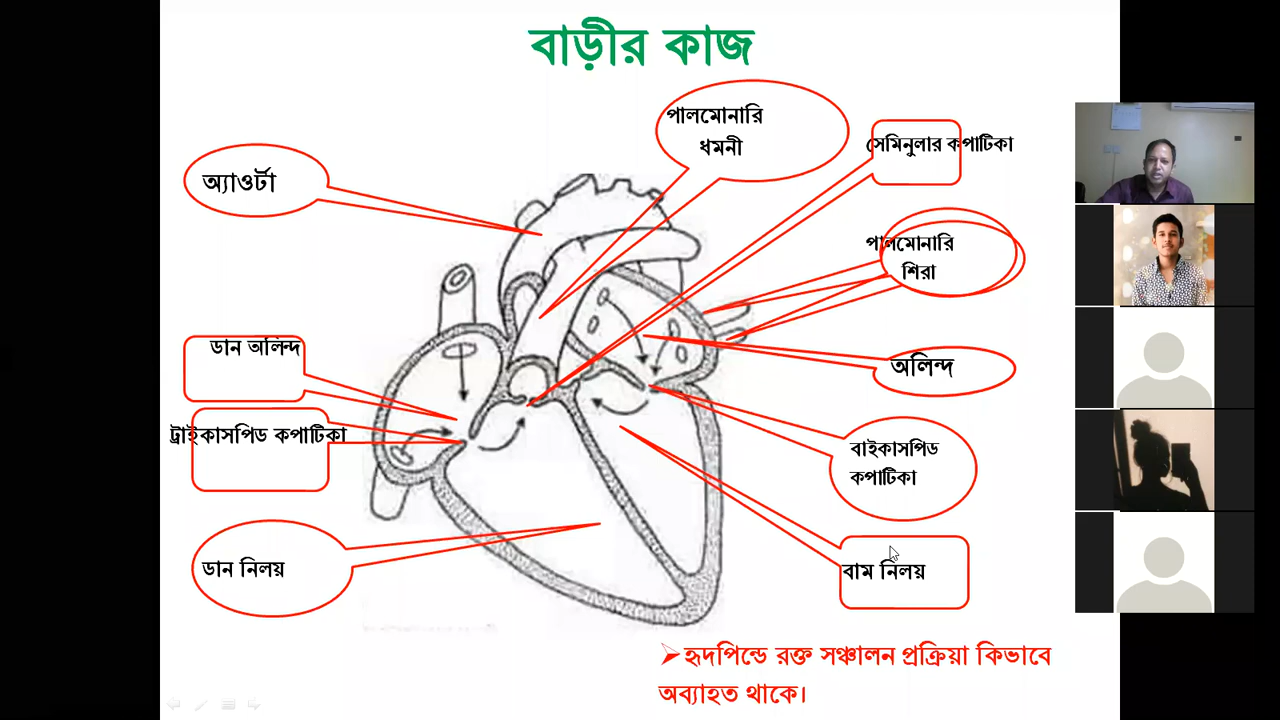 বাড়ীর কাজ
পালমোনারি
ধমনী
সেমিনুলার কপাটিকা
অ্যাওর্টা
পালমোনারি
শিরা
ডান অলিন্দ
অলিন্দ
ট্রাইকাসপিড কপাটিকা
বাইকাসপিড
কপাটিকা
ডান নিলয়
বাম নিলয়
➢হৃদপিন্ডে রক্ত সঞ্চালন প্রক্রিয়া কিভাবে
অব্যাহত থাকে।